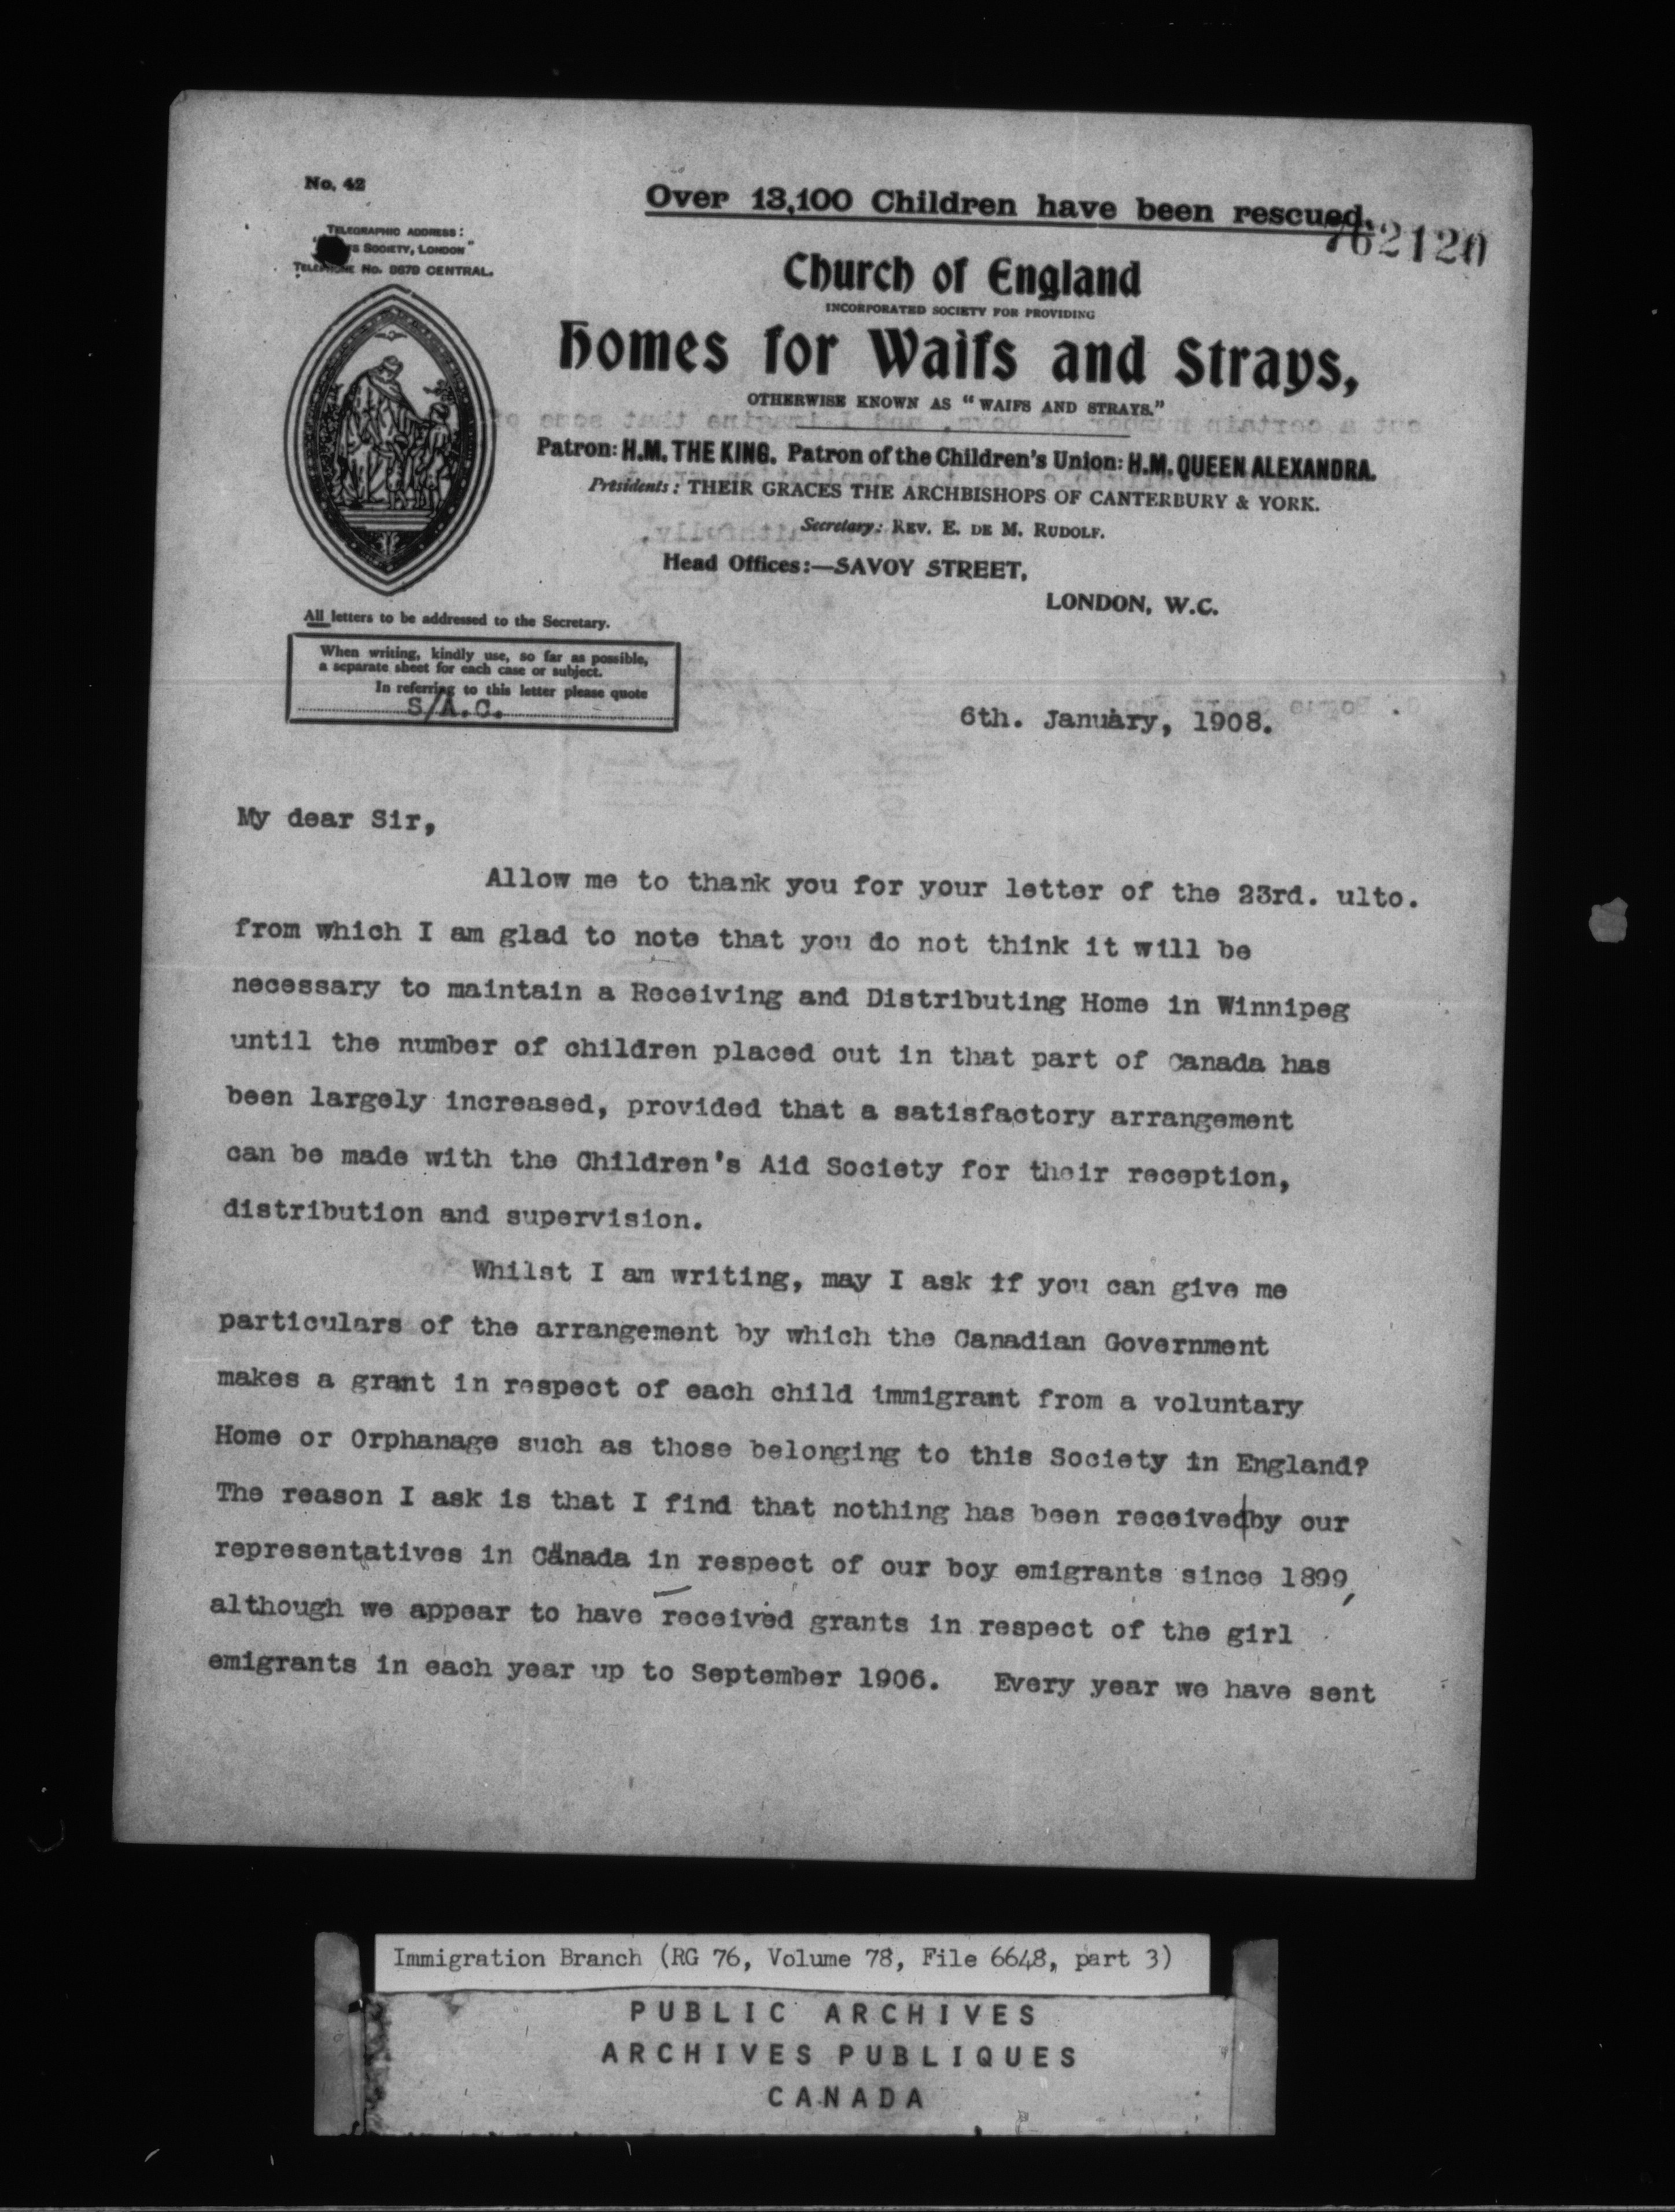 No. 42
Over 13,100 Children have been rescued.
762120
TELEGRAPHIC ADDRESS:
SOCIETY, LONDON"
TELEPHONE No. 8679 CENTRAL.
Church of England
INCORPORATED SOCIETY FOR PROVIDING
Homes for Waifs and Strays,
OTHERWISE KNOWN AS "WAIFS AND STRAYS."
Patron: H.M. THE KING. Patron of the Children's Union: H.M. QUEEN ALEXANDRA.
Presidents: THEIR GRACES THE ARCHBISHOPS OF CANTERBURY & YORK.
Secretary: REV. E. DE M. RUDOLF.
Head Offices:—SAVOY STREET,
LONDON, W.C.
All letters to be addressed to the Secretary.
When writing, kindly use, so far as possible,
a separate sheet for each case or subject.
In referring to this letter please quote
S/A.C.
6th. January, 1908.
My dear Sir,
Allow me to thank you for your letter of the 23rd. ulto.
from which I am glad to note that you do not think it will be
necessary to maintain a Receiving and Distributing Home in Winnipeg
until the number of children placed out in that part of Canada has
been largely increased, provided that a satisfactory arrangement
can be made with the Children's Aid Society for their reception,
distribution and supervision.
Whilst I am writing, may I ask if you can give me
particulars of the arrangement by which the Canadian Government
makes a grant in respect of each child immigrant from a voluntary
Home or Orphanage such as those belonging to this Society in England?
The reason I ask is that I find that nothing has been received|by our
representatives in Canada in respect of our boy emigrants since 1899,
although we appear to have received grants in respect of the girl
emigrants in each year up to September 1906. Every year we have sent
Immigration Branch (RG 76, Volume 78, File 6648, part 3)
PUBLIC ARCHIVES
ARCHIVES PUBLIQUES
CANADA